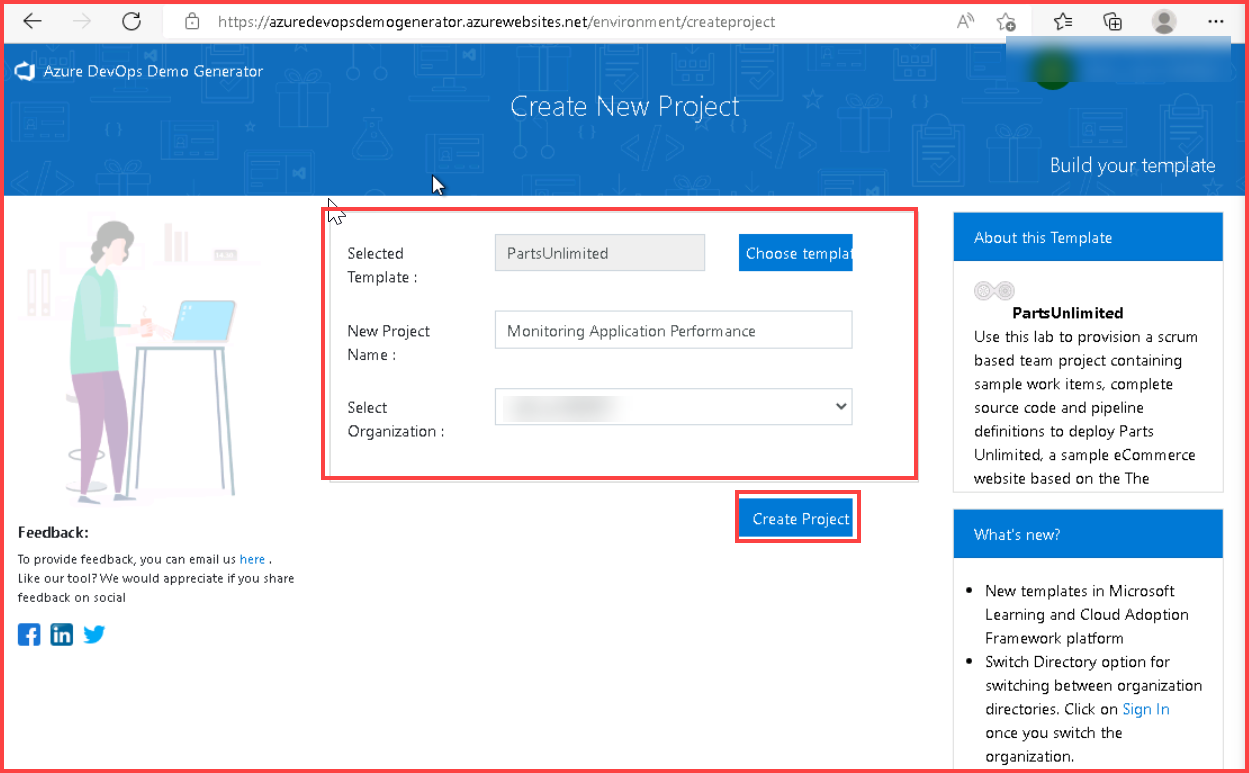 https://azuredevopsdemogenerator.azurewebsites.net/environment/createproject
Azure DevOps Demo Generator
Create New Project
Build your template
Selected
Template :
PartsUnlimited
Choose templat
New Project
Name :
Monitoring Application Performance
Select
Organization :
Create Project
Feedback:
To provide feedback, you can email us here .
Like our tool? We would appreciate if you share
feedback on social
About this Template
PartsUnlimited
Use this lab to provision a scrum
based team project containing
sample work items, complete
source code and pipeline
definitions to deploy Parts
Unlimited, a sample eCommerce
website based on the The
What's new?
New templates in Microsoft
Learning and Cloud Adoption
Framework platform
Switch Directory option for
switching between organization
directories. Click on Sign In
once you switch the
organization.